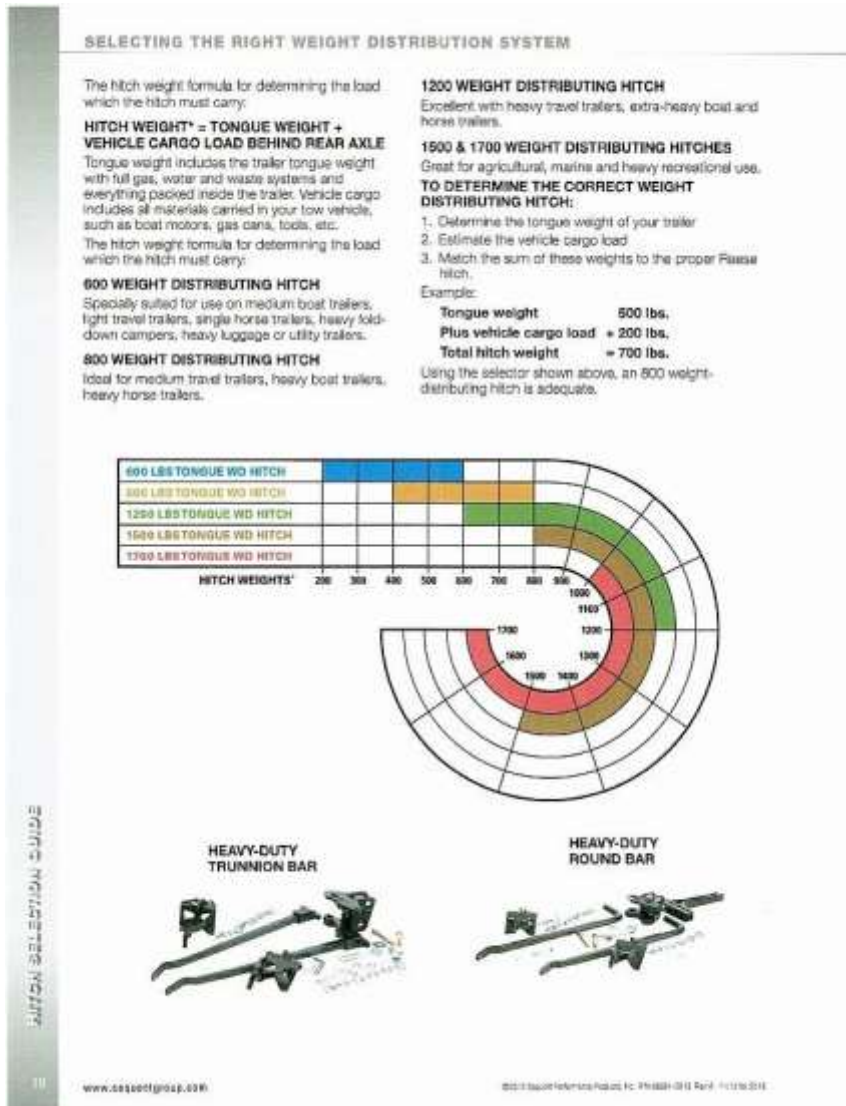 SELECTING THE RIGHT WEIGHT DISTRIBUTION SYSTEM
The hitch weight formula for determining the load
which the hitch must carry:
HITCH WEIGHT* = TONGUE WEIGHT +
VEHICLE CARGO LOAD BEHIND REAR AXLE
Tongue weight includes the trailer tongue weight
with full gas, water and waste systems and
everything packed inside the trailer. Vehicle cargo
includes all materials carried in your tow vehicle,
such as boat motors, gas cans, tools, etc.
The hitch weight formula for determining the load
which the hitch must carry:
600 WEIGHT DISTRIBUTING HITCH
Specially suited for use on medium boat trailers,
light travel trailers, single horse trailers, heavy fold-
down campers, heavy luggage or utility trailers.
800 WEIGHT DISTRIBUTING HITCH
Ideal for medium travel trailers, heavy boat trailers,
heavy horse trailers.
1200 WEIGHT DISTRIBUTING HITCH
Excellent with heavy travel trailers, extra-heavy boat and
horse trailers.
1500 & 1700 WEIGHT DISTRIBUTING HITCHES
Great for agricultural, marine and heavy recreational use.
TO DETERMINE THE CORRECT WEIGHT
DISTRIBUTING HITCH:
1. Determine the tongue weight of your trailer
2. Estimate the vehicle cargo load
3. Match the sum of these weights to the proper Reese
hitch.
Example:
Tongue weight 500 lbs.
Plus vehicle cargo load + 200 lbs.
Total hitch weight = 700 lbs.
Using the selector shown above, an 800 weight-
distributing hitch is adequate.
600 LBS TONGUE WD HITCH
800 LBS TONGUE WD HITCH
1200 LBS TONGUE WD HITCH
1500 LBS TONGUE WD HITCH
1700 LBS TONGUE WD HITCH
HITCH WEIGHTS* 200 300 400 500 600 700 800 900
1000
1100
1200
1300
1400
1500
1600
1700
HEAVY-DUTY
TRUNNION BAR
HEAVY-DUTY
ROUND BAR
HITCH SELECTION GUIDE
www.cequentgroup.com